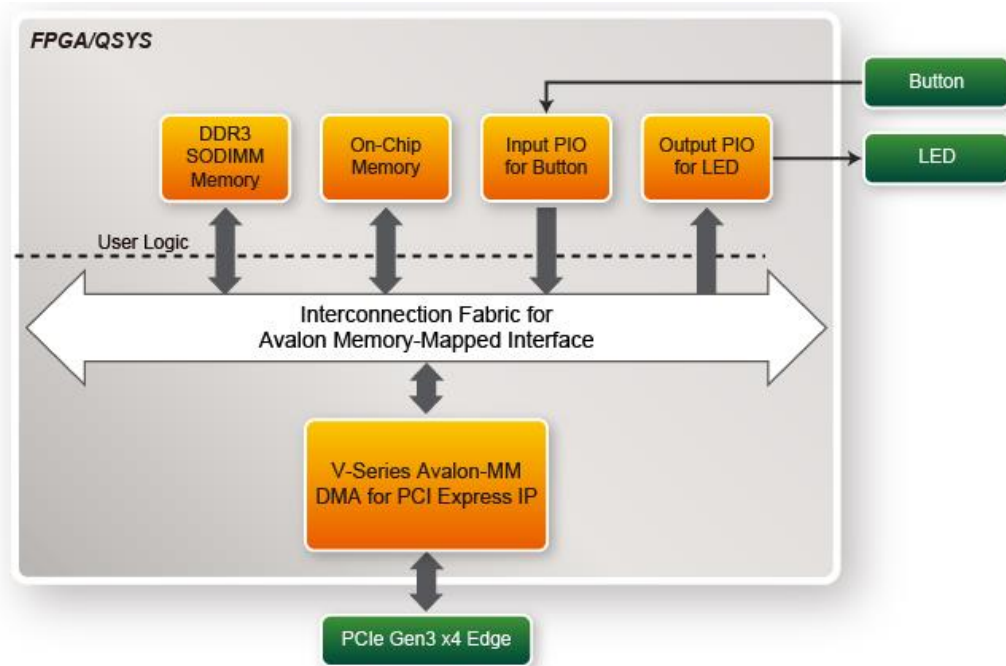 FPGA/QSYS
Button
LED
DDR3
SODIMM
Memory
On-Chip
Memory
Input PIO
for Button
Output PIO
for LED
User Logic
Interconnection Fabric for
Avalon Memory-Mapped Interface
V-Series Avalon-MM
DMA for PCI Express IP
PCIe Gen3 x4 Edge